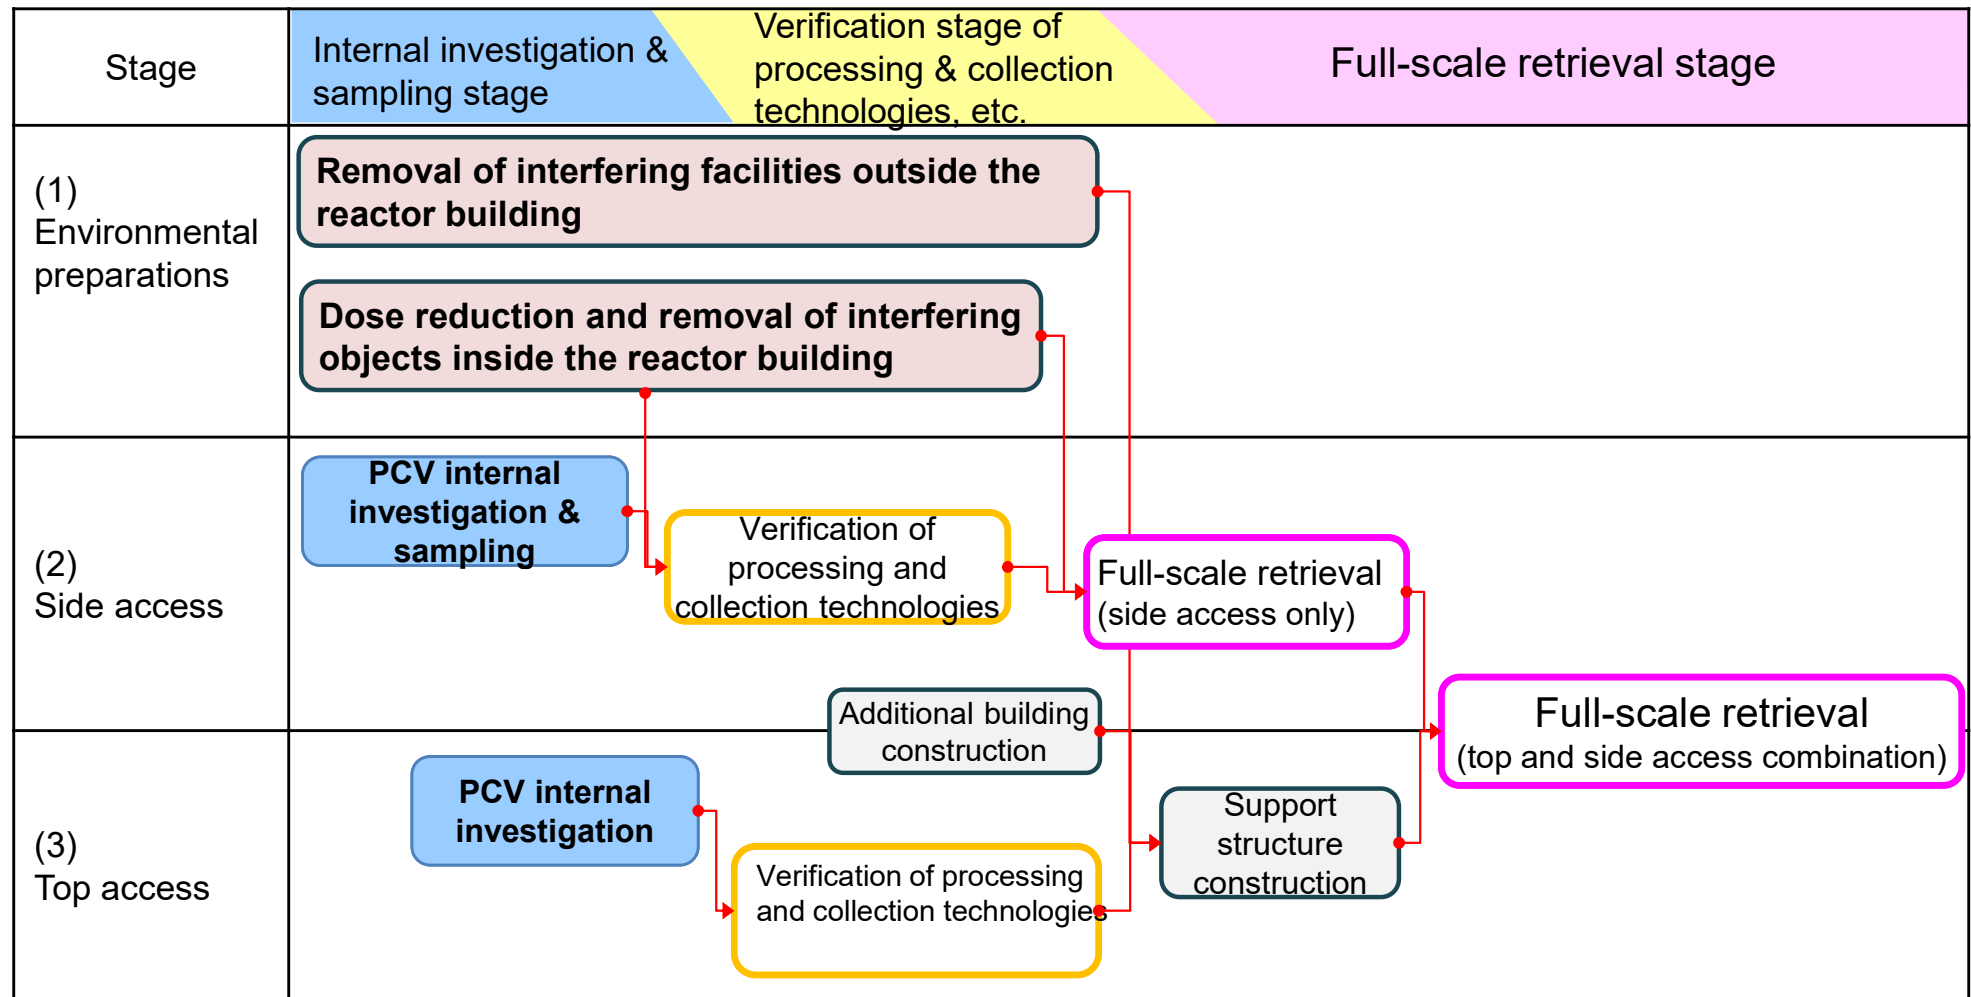 Stage
Internal investigation &
sampling stage
Verification stage of
processing & collection
technologies, etc.
Full-scale retrieval stage
(1)
Environmental
preparations
Removal of interfering facilities outside the
reactor building
Dose reduction and removal of interfering
objects inside the reactor building
(2)
Side access
PCV internal
investigation &
sampling
Verification of
processing and
collection technologies
Full-scale retrieval
(side access only)
Additional building
construction
Full-scale retrieval
(top and side access combination)
(3)
Top access
PCV internal
investigation
Verification of processing
and collection technologies
Support
structure
construction